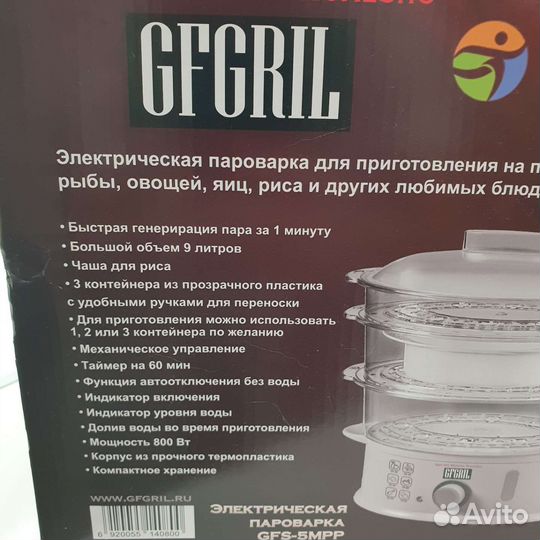 GFGRIL
Электрическая пароварка для приготовления на п
рыбы, овощей, яиц, риса и других любимых блюд
• Быстрая генерирация пара за 1 минуту
• Большой объем 9 литров
• Чаша для риса
• 3 контейнера из прозрачного пластика
с удобными ручками для переноски
• Для приготовления можно использовать
1, 2 или 3 контейнера по желанию
• Механическое управление
• Таймер на 60 мин
• Функция автоотключения без воды
• Индикатор включения
• Индикатор уровня воды
• Долив воды во время приготовления
• Мощность 800 Вт
• Корпус из прочного термопластика
• Компактное хранение
GFGRIL
WWW.GFGRIL.RU
6 920055 140800
Электрическая
пароварка
GFS-5MPP
Avito